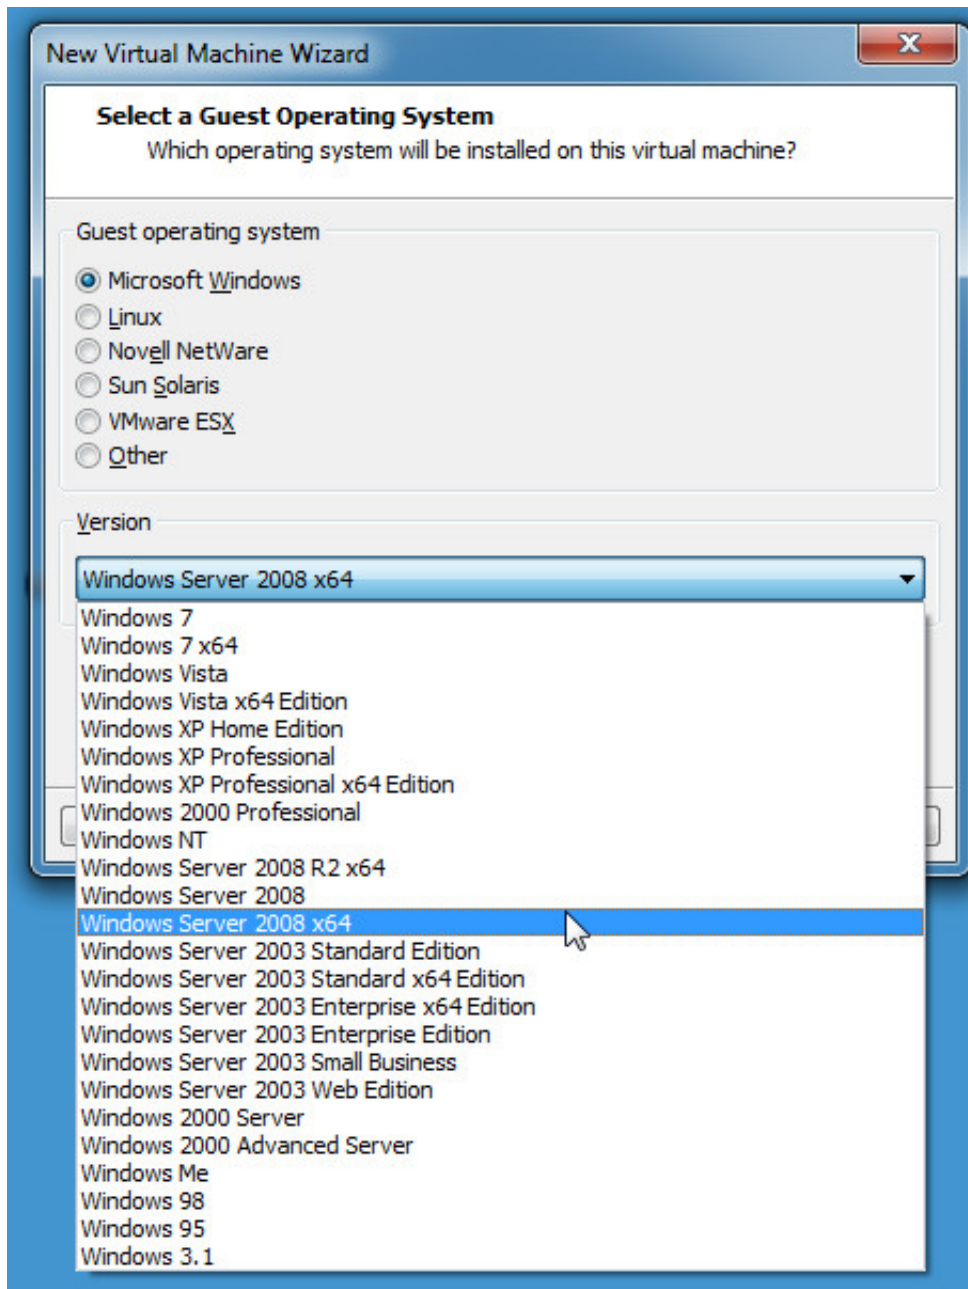 New Virtual Machine Wizard
Select a Guest Operating System
Which operating system will be installed on this virtual machine?
Guest operating system
Microsoft Windows
Linux
Novell NetWare
Sun Solaris
VMware ESX
Other
Version
Windows Server 2008 x64
Windows 7
Windows 7 x64
Windows Vista
Windows Vista x64 Edition
Windows XP Home Edition
Windows XP Professional
Windows XP Professional x64 Edition
Windows 2000 Professional
Windows NT
Windows Server 2008 R2 x64
Windows Server 2008
Windows Server 2008 x64
Windows Server 2003 Standard Edition
Windows Server 2003 Standard x64 Edition
Windows Server 2003 Enterprise x64 Edition
Windows Server 2003 Enterprise Edition
Windows Server 2003 Small Business
Windows Server 2003 Web Edition
Windows 2000 Server
Windows 2000 Advanced Server
Windows Me
Windows 98
Windows 95
Windows 3.1